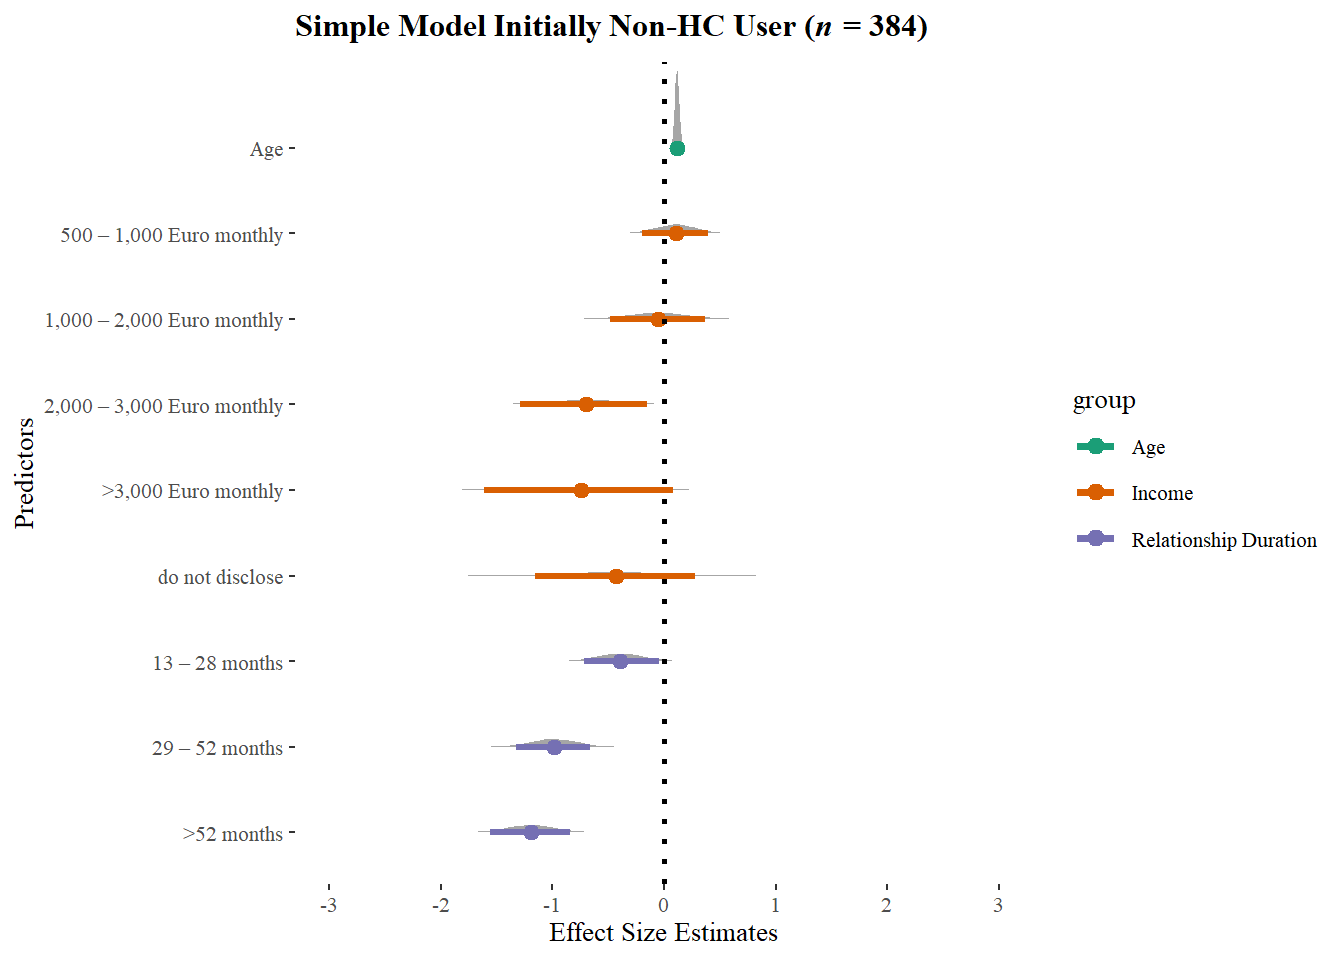 Simple Model Initially Non-HC User (n = 384)
Age
500 – 1,000 Euro monthly
1,000 – 2,000 Euro monthly
2,000 – 3,000 Euro monthly
>3,000 Euro monthly
do not disclose
13 – 28 months
29 – 52 months
>52 months
Predictors
-3 -2 -1 0 1 2 3
Effect Size Estimates
group
Age
Income
Relationship Duration